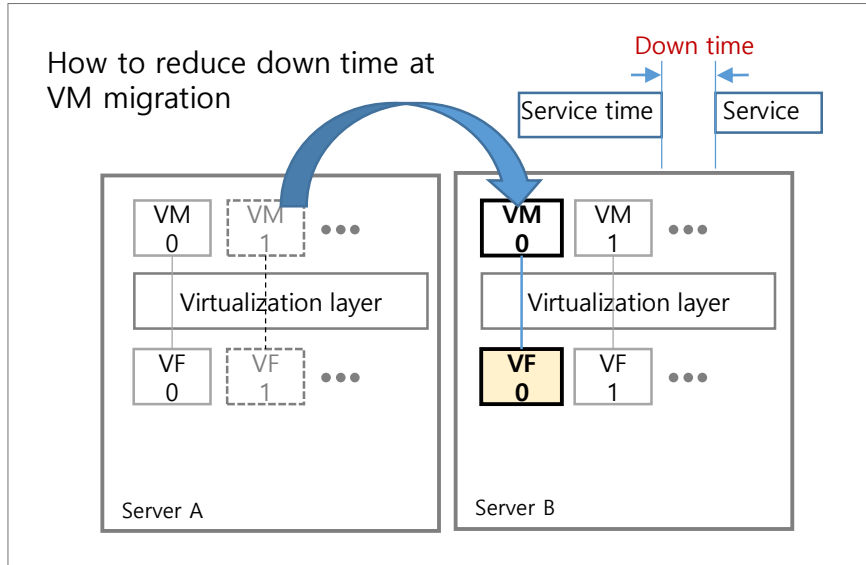 How to reduce down time at
VM migration
Down time
Service time
Service
VM
0
VM
1
•••
Virtualization layer
VF
0
VF
1
•••
Server A
VM
0
VM
1
•••
Virtualization layer
VF
0
VF
1
•••
Server B